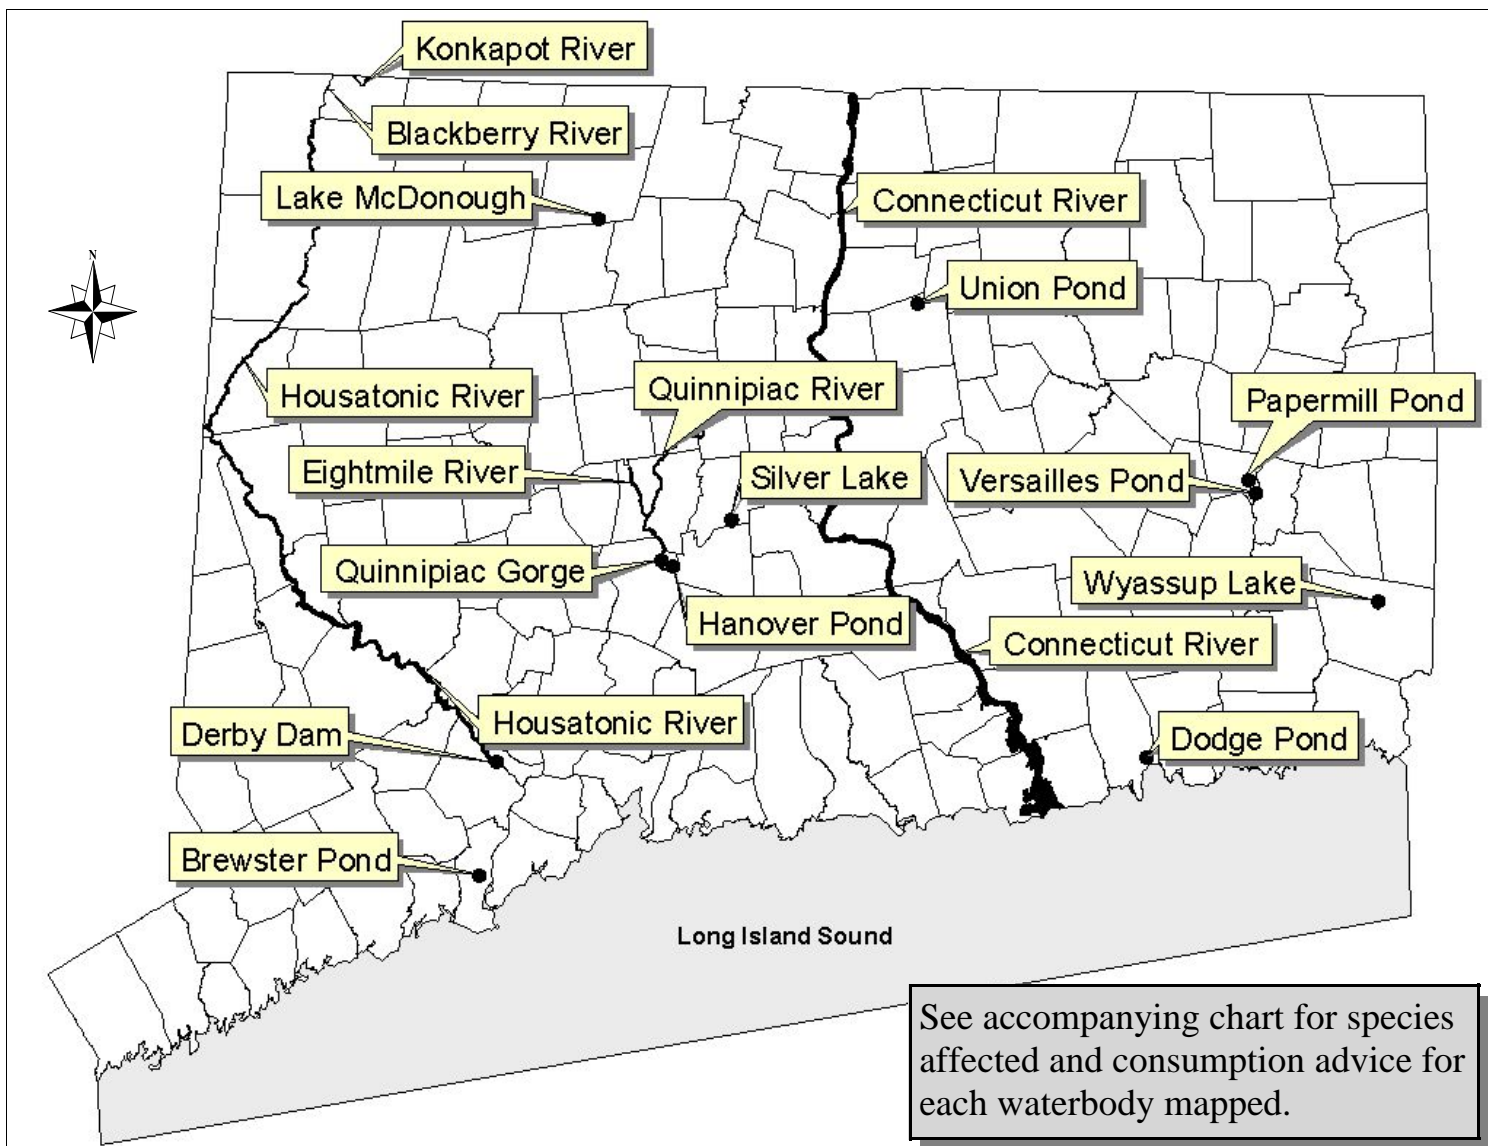 Konkapot River
Blackberry River
Lake McDonough
Connecticut River
N
Union Pond
Housatonic River
Quinnipiac River
Papermill Pond
Eightmile River
Silver Lake
Versailles Pond
Quinnipiac Gorge
Wyassup Lake
Hanover Pond
Connecticut River
Housatonic River
Derby Dam
Dodge Pond
Brewster Pond
Long Island Sound
See accompanying chart for species
affected and consumption advice for
each waterbody mapped.